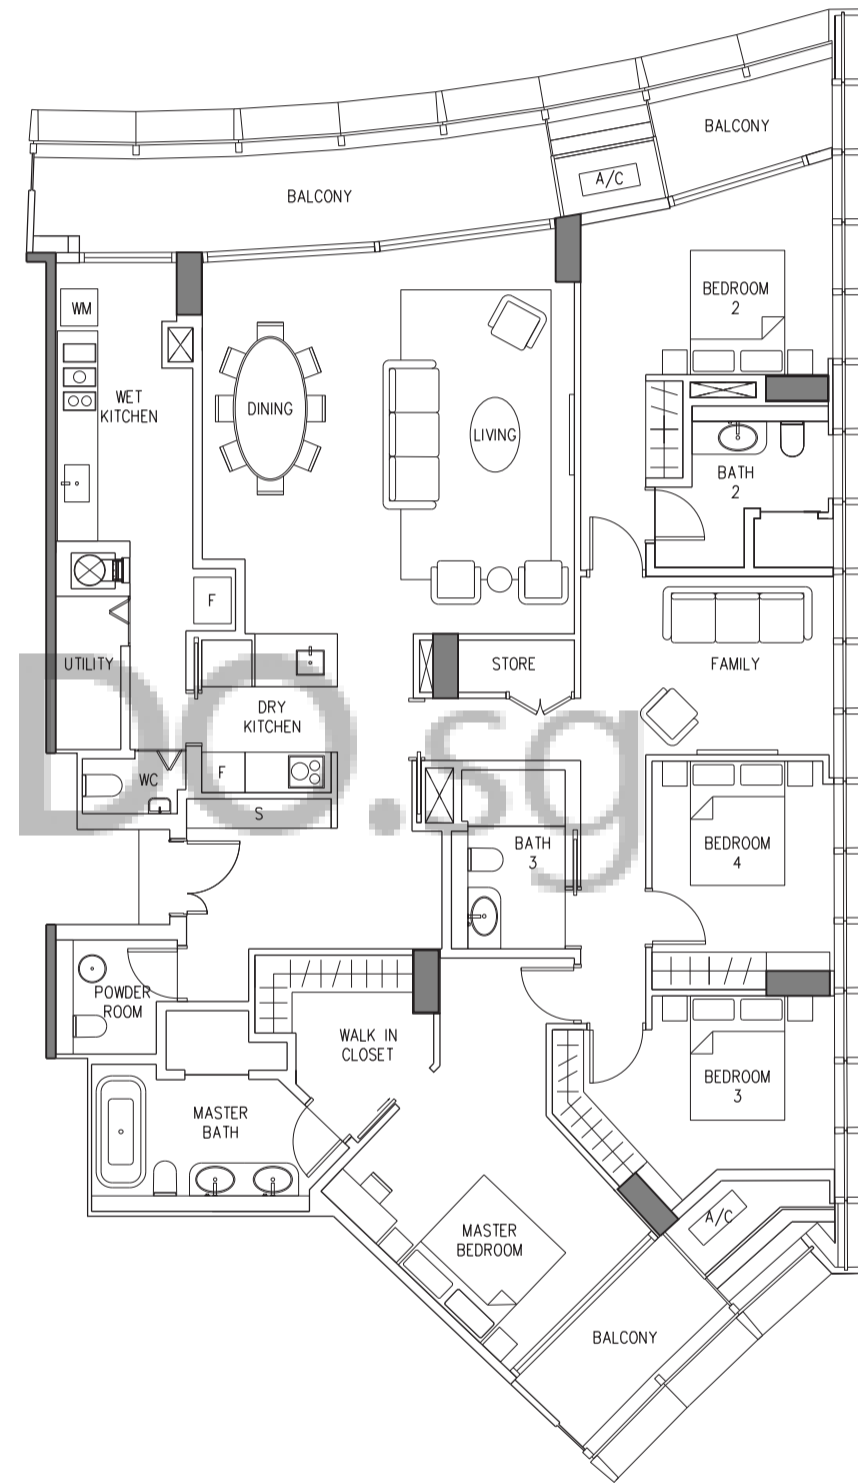 BALCONY
BALCONY
A/C
BEDROOM
2
WM
WET
KITCHEN
DINING
LIVING
BATH
2
F
UTILITY
STORE
FAMILY
DRY
KITCHEN
DO.sg
WC
F
S
BATH
3
BEDROOM
4
POWDER
ROOM
WALK IN
CLOSET
BEDROOM
3
MASTER
BATH
A/C
MASTER
BEDROOM
BALCONY